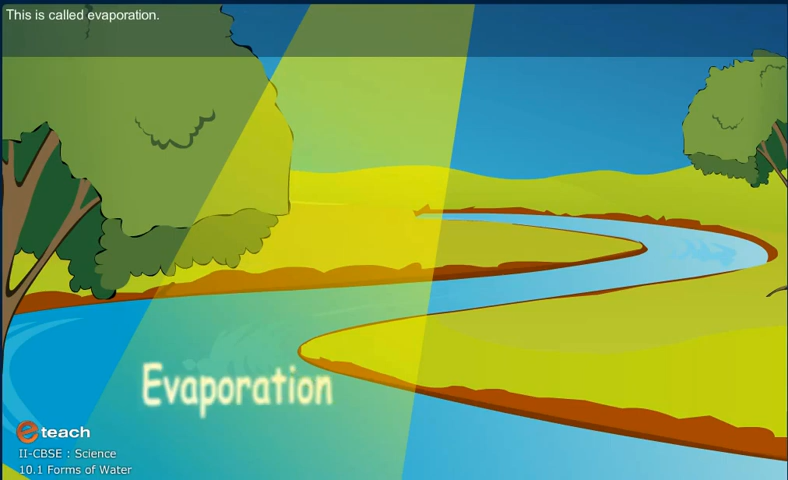 This is called evaporation.
Evaporation
eteach
II-CBSE : Science
10.1 Forms of Water